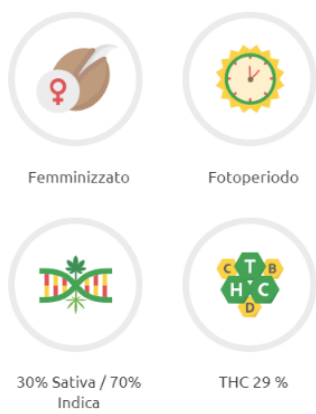 Femminizzato
Fotoperiodo
30% Sativa / 70%
Indica
C T B
H C
D
THC 29 %